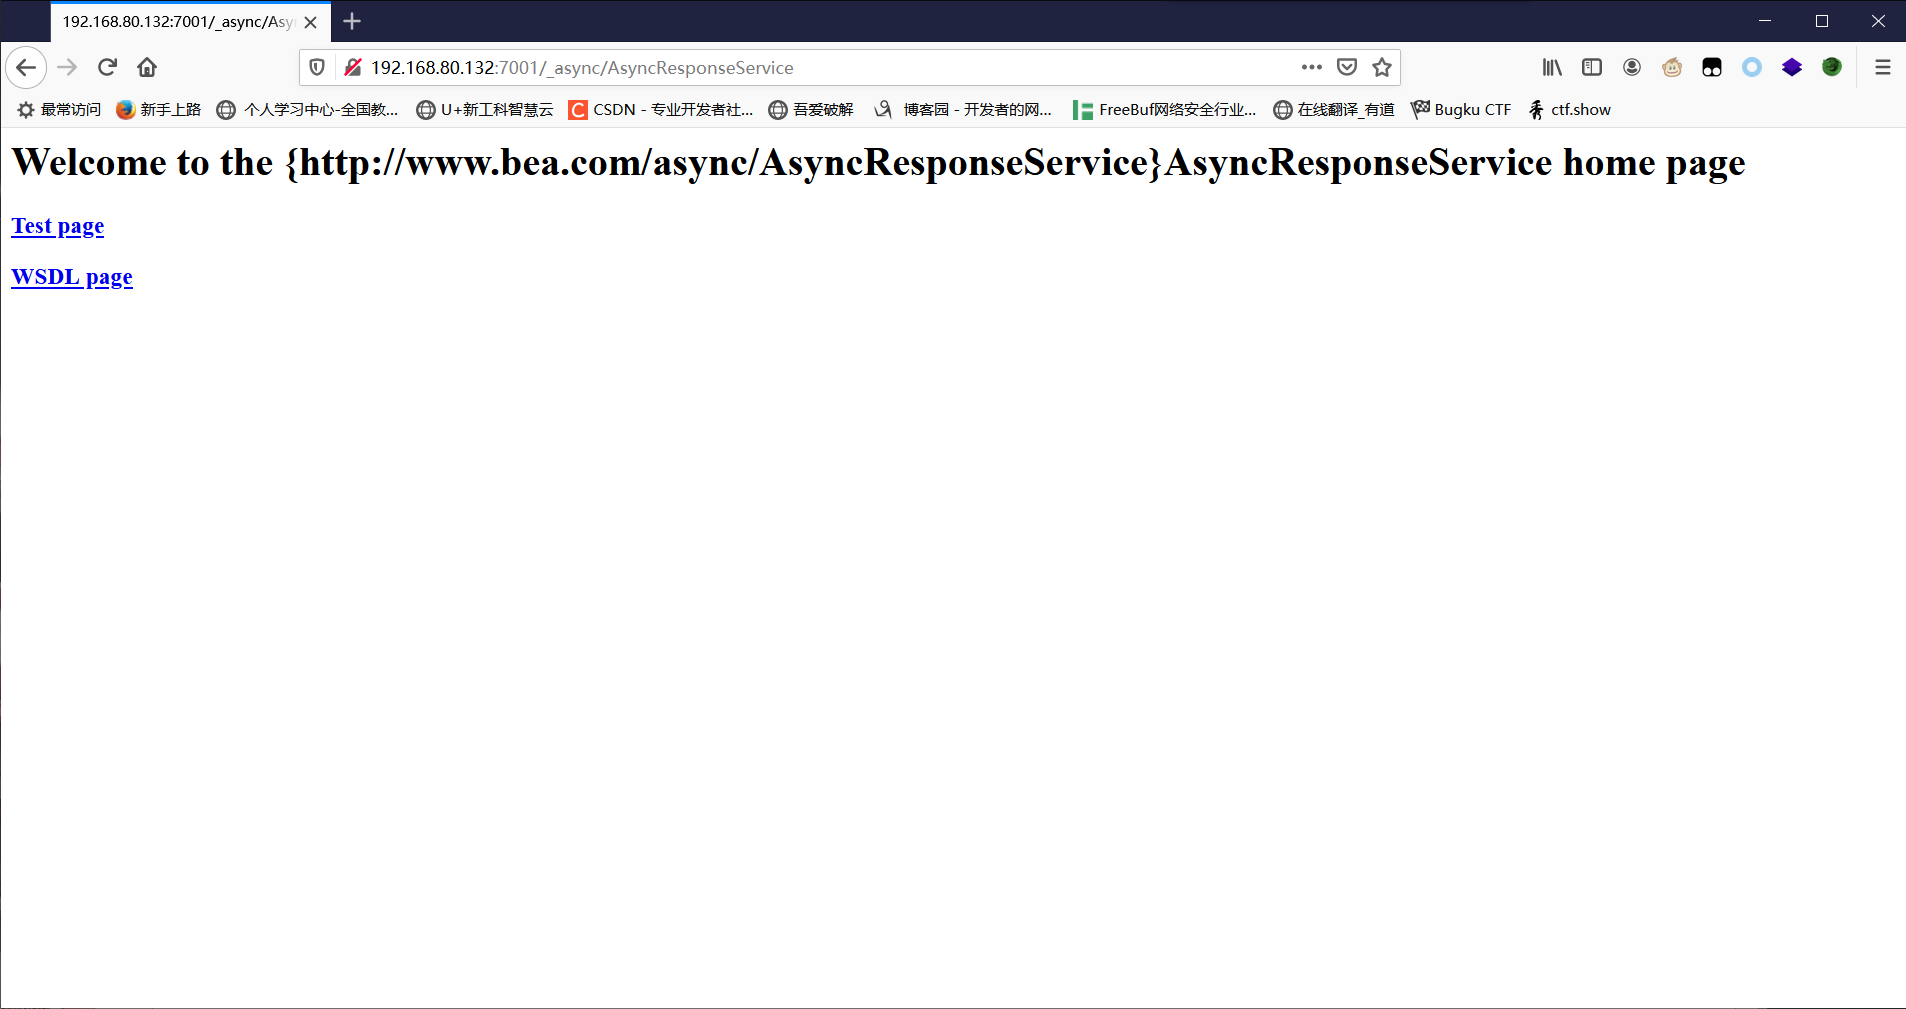 192.168.80.132:7001/_async/Asy
192.168.80.132:7001/_async/AsyncResponseService
最常访问 新手上路 个人学习中心-全国教... U+新工科智慧云 CSDN - 专业开发者社... 吾爱破解 博客园 - 开发者的网... FreeBuf网络安全行业... 在线翻译_有道 Bugku CTF ctf.show
Welcome to the {http://www.bea.com/async/AsyncResponseService}AsyncResponseService home page
Test page
WSDL page